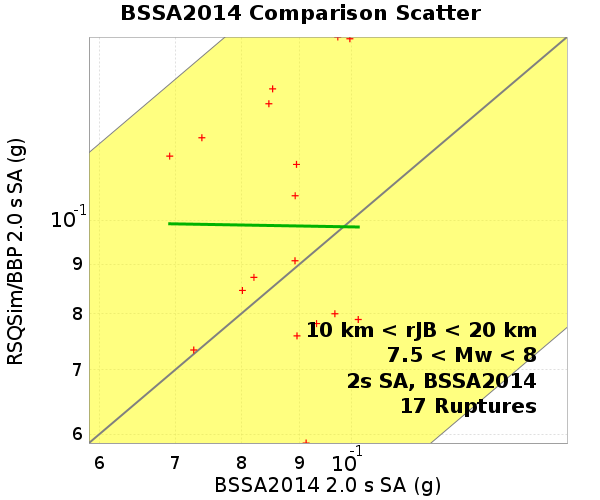 BSSA2014 Comparison Scatter
RSQSim/BBP 2.0 s SA (g)
10-1
9
8
7
6
10 km < rJB < 20 km
7.5 < Mw < 8
2s SA, BSSA2014
17 Ruptures
6 7 8 9 10-1
BSSA2014 2.0 s SA (g)